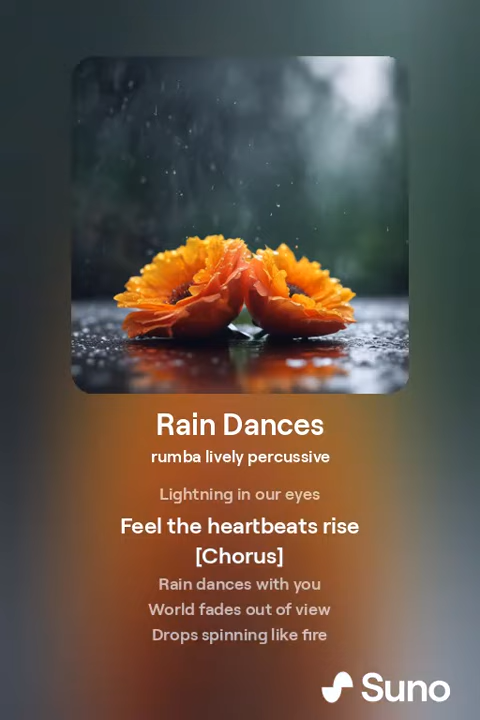 Rain Dances
rumba lively percussive
Lightning in our eyes
Feel the heartbeats rise
[Chorus]
Rain dances with you
World fades out of view
Drops spinning like fire
Suno